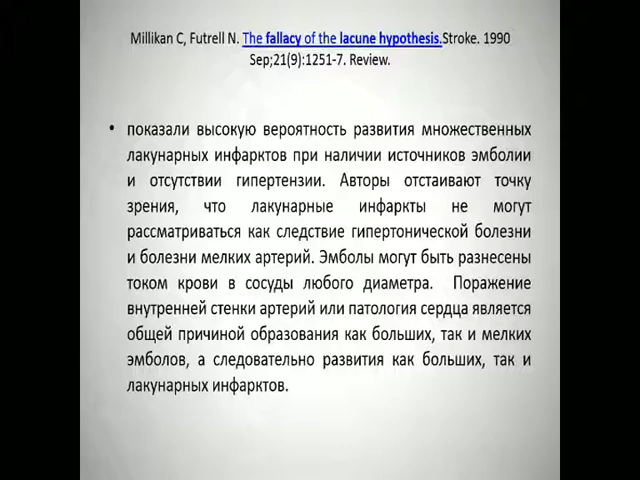 Millikan C, Futrell N. The fallacy of the lacune hypothesis.Stroke. 1990
Sep;21(9):1251-7. Review.
• показали высокую вероятность развития множественных
лакунарных инфарктов при наличии источников эмболии
и отсутствии гипертензии. Авторы отстаивают точку
зрения, что лакунарные инфаркты не могут
рассматриваться как следствие гипертонической болезни
и болезни мелких артерий. Эмболы могут быть разнесены
током крови в сосуды любого диаметра. Поражение
внутренней стенки артерий или патология сердца является
общей причиной образования как больших, так и мелких
эмболов, а следовательно развития как больших, так и
лакунарных инфарктов.